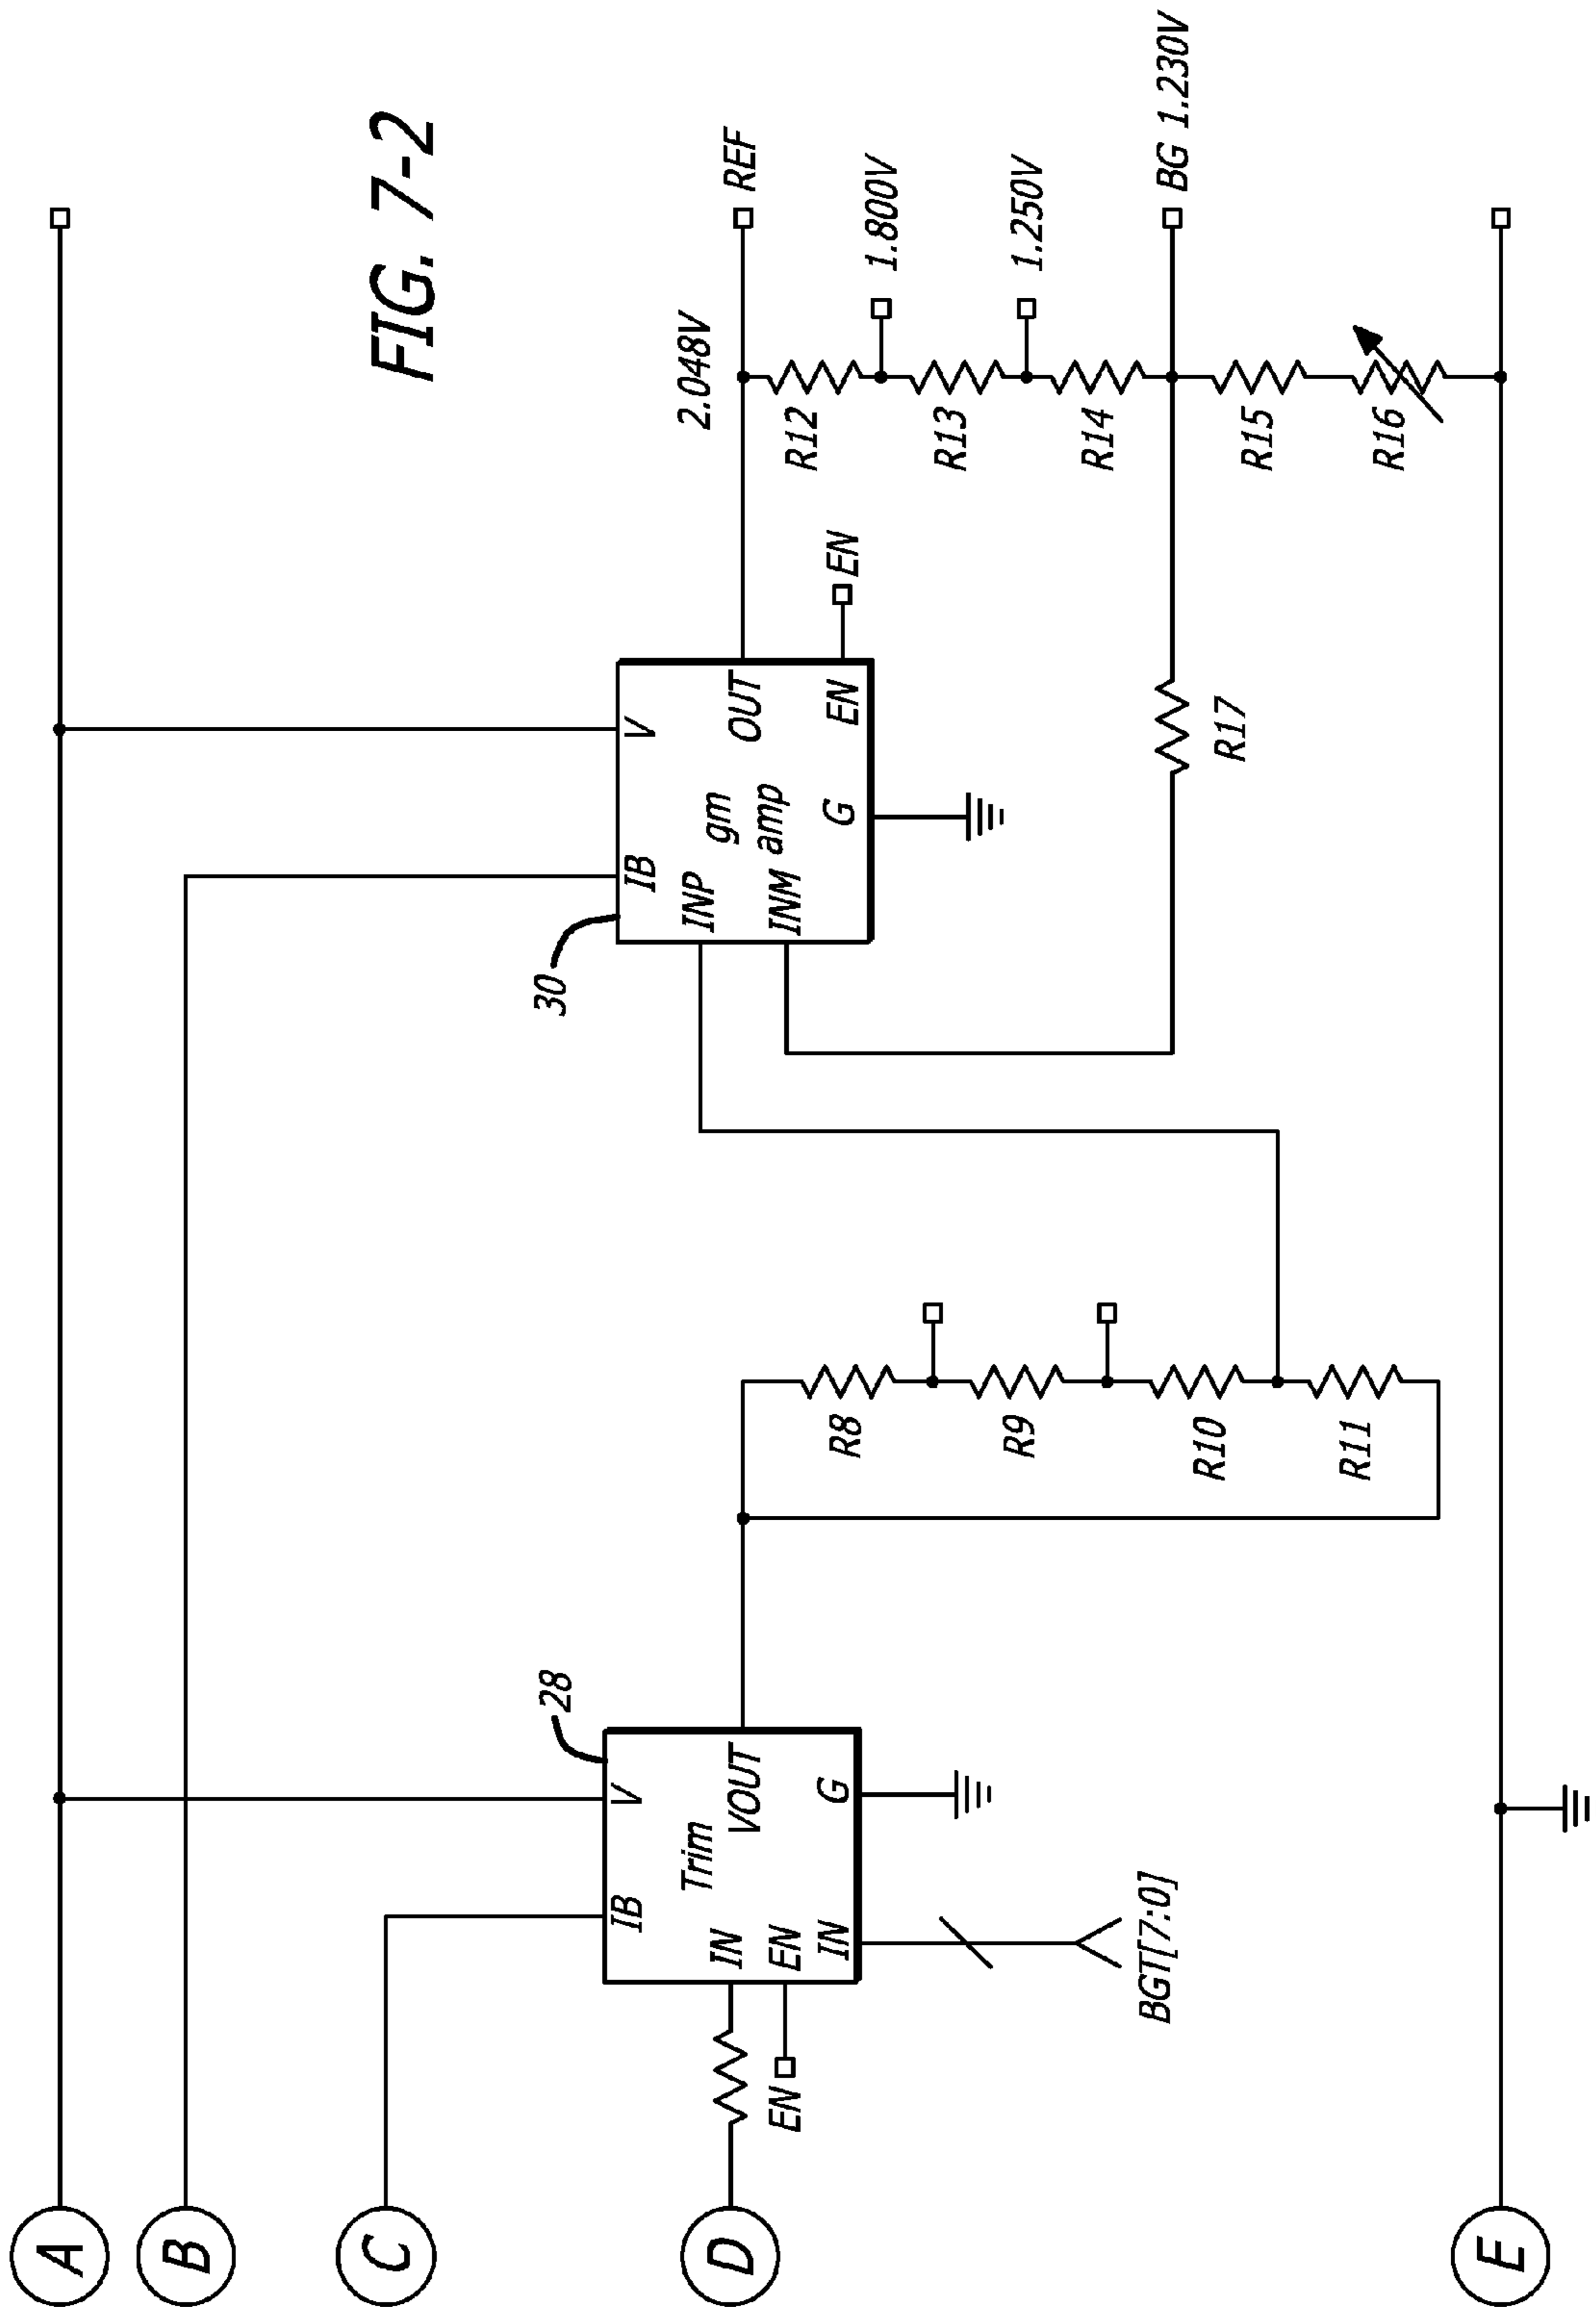 FIG. 7-2
A
B
C
D
E
28
IB
V
Trim
IN
VOUT
EN
EN
IN
G
BGT[7:0]
R8
R9
R10
R11
30
IB
V
INP
gm
amp
OUT
INM
G
EN
EN
R17
2.048V
REF
R12
1.800V
R13
1.250V
R14
BG 1.230V
R15
R16